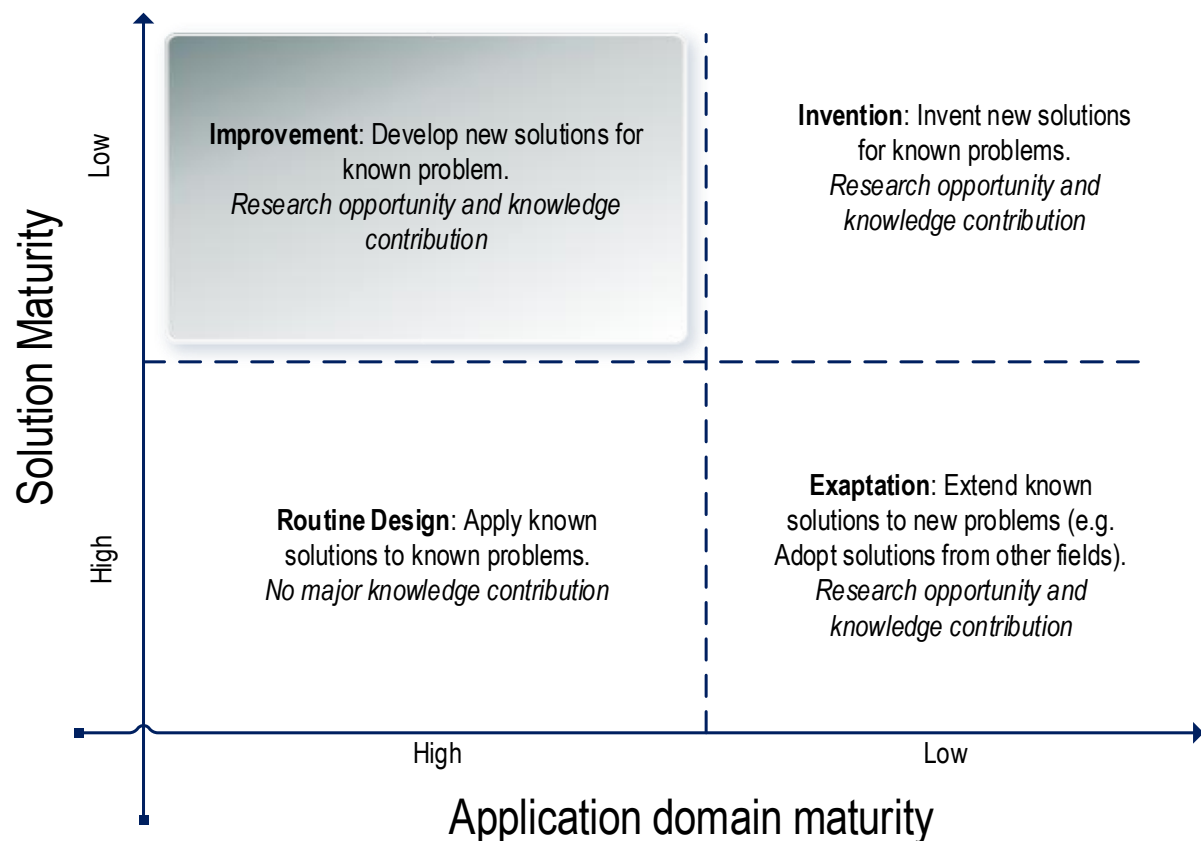 Solution Maturity
Low
High
Improvement: Develop new solutions for
known problem.
Research opportunity and knowledge
contribution
Invention: Invent new solutions
for known problems.
Research opportunity and
knowledge contribution
Routine Design: Apply known
solutions to known problems.
No major knowledge contribution
Exaptation: Extend known
solutions to new problems (e.g.
Adopt solutions from other fields).
Research opportunity and
knowledge contribution
High
Low
Application domain maturity